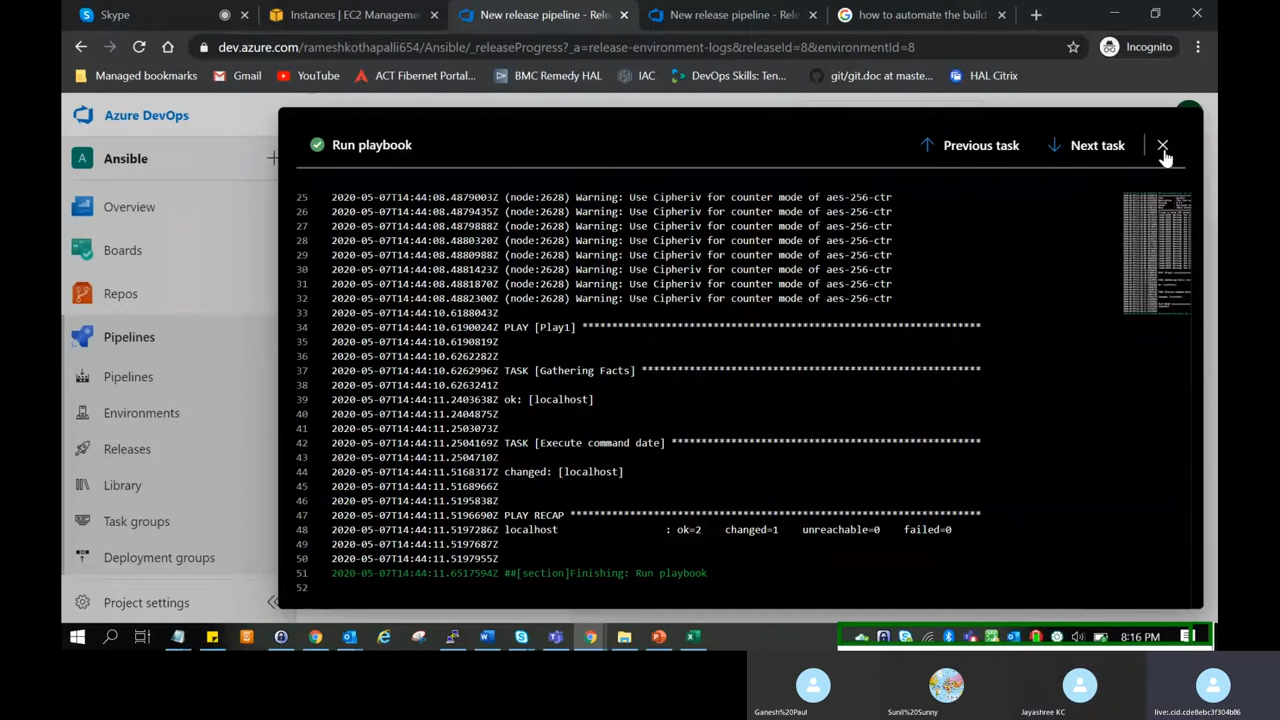 Skype
Instances | EC2 Manageme
New release pipeline - Rele
New release pipeline - Rele
how to automate the build
dev.azure.com/rameshkothapalli654/Ansible/_releaseProgress?_a=release-environment-logs&releaseId=8&environmentId=8
Incognito
Managed bookmarks
Gmail
YouTube
ACT Fibernet Portal...
BMC Remedy HAL
IAC
DevOps Skills: Ten...
git/git.doc at maste...
HAL Citrix
Azure DevOps
A Ansible
Overview
Boards
Repos
Pipelines
Pipelines
Environments
Releases
Library
Task groups
Deployment groups
Project settings
Run playbook
Previous task
Next task
25 2020-05-07T14:44:08.4879003Z (node:2628) Warning: Use Cipheriv for counter mode of aes-256-ctr
26 2020-05-07T14:44:08.4879435Z (node:2628) Warning: Use Cipheriv for counter mode of aes-256-ctr
27 2020-05-07T14:44:08.4879888Z (node:2628) Warning: Use Cipheriv for counter mode of aes-256-ctr
28 2020-05-07T14:44:08.4880320Z (node:2628) Warning: Use Cipheriv for counter mode of aes-256-ctr
29 2020-05-07T14:44:08.4880988Z (node:2628) Warning: Use Cipheriv for counter mode of aes-256-ctr
30 2020-05-07T14:44:08.4881423Z (node:2628) Warning: Use Cipheriv for counter mode of aes-256-ctr
31 2020-05-07T14:44:08.4881870Z (node:2628) Warning: Use Cipheriv for counter mode of aes-256-ctr
32 2020-05-07T14:44:08.4882300Z (node:2628) Warning: Use Cipheriv for counter mode of aes-256-ctr
33 2020-05-07T14:44:10.6188043Z
34 2020-05-07T14:44:10.6190024Z PLAY [Play1] *******************************************************
35 2020-05-07T14:44:10.6190819Z
36 2020-05-07T14:44:10.6262282Z
37 2020-05-07T14:44:10.6262996Z TASK [Gathering Facts] **********************************************
38 2020-05-07T14:44:10.6263241Z
39 2020-05-07T14:44:11.2403638Z ok: [localhost]
40 2020-05-07T14:44:11.2404875Z
41 2020-05-07T14:44:11.2503073Z
42 2020-05-07T14:44:11.2504169Z TASK [Execute command date] ******************************************
43 2020-05-07T14:44:11.2504710Z
44 2020-05-07T14:44:11.5168317Z changed: [localhost]
45 2020-05-07T14:44:11.5168966Z
46 2020-05-07T14:44:11.5195838Z
47 2020-05-07T14:44:11.5196690Z PLAY RECAP *********************************************************
48 2020-05-07T14:44:11.5197286Z localhost : ok=2 changed=1 unreachable=0 failed=0
49 2020-05-07T14:44:11.5197687Z
50 2020-05-07T14:44:11.5197955Z
51 2020-05-07T14:44:11.6517594Z ##[section]Finishing: Run playbook
52
8:16 PM
Ganesh%20Paul
Sunil%20Sunny
Jayashree KC
live:.cid.cde8ebc3f304b86